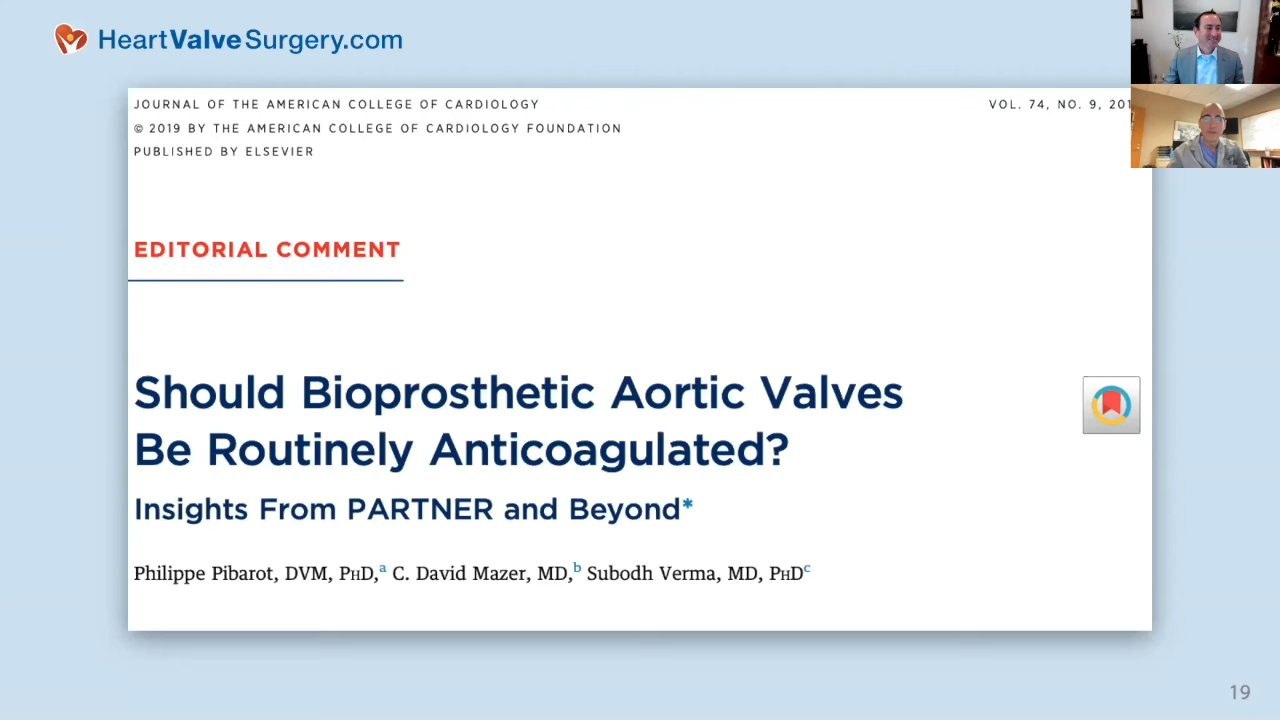 HeartValveSurgery.com
JOURNAL OF THE AMERICAN COLLEGE OF CARDIOLOGY
VOL. 74, NO. 9, 201
© 2019 BY THE AMERICAN COLLEGE OF CARDIOLOGY FOUNDATION
PUBLISHED BY ELSEVIER
EDITORIAL COMMENT
Should Bioprosthetic Aortic Valves
Be Routinely Anticoagulated?
Insights From PARTNER and Beyond*
Philippe Pibarot, DVM, PHD,a C. David Mazer, MD,b Subodh Verma, MD, PHDc
19